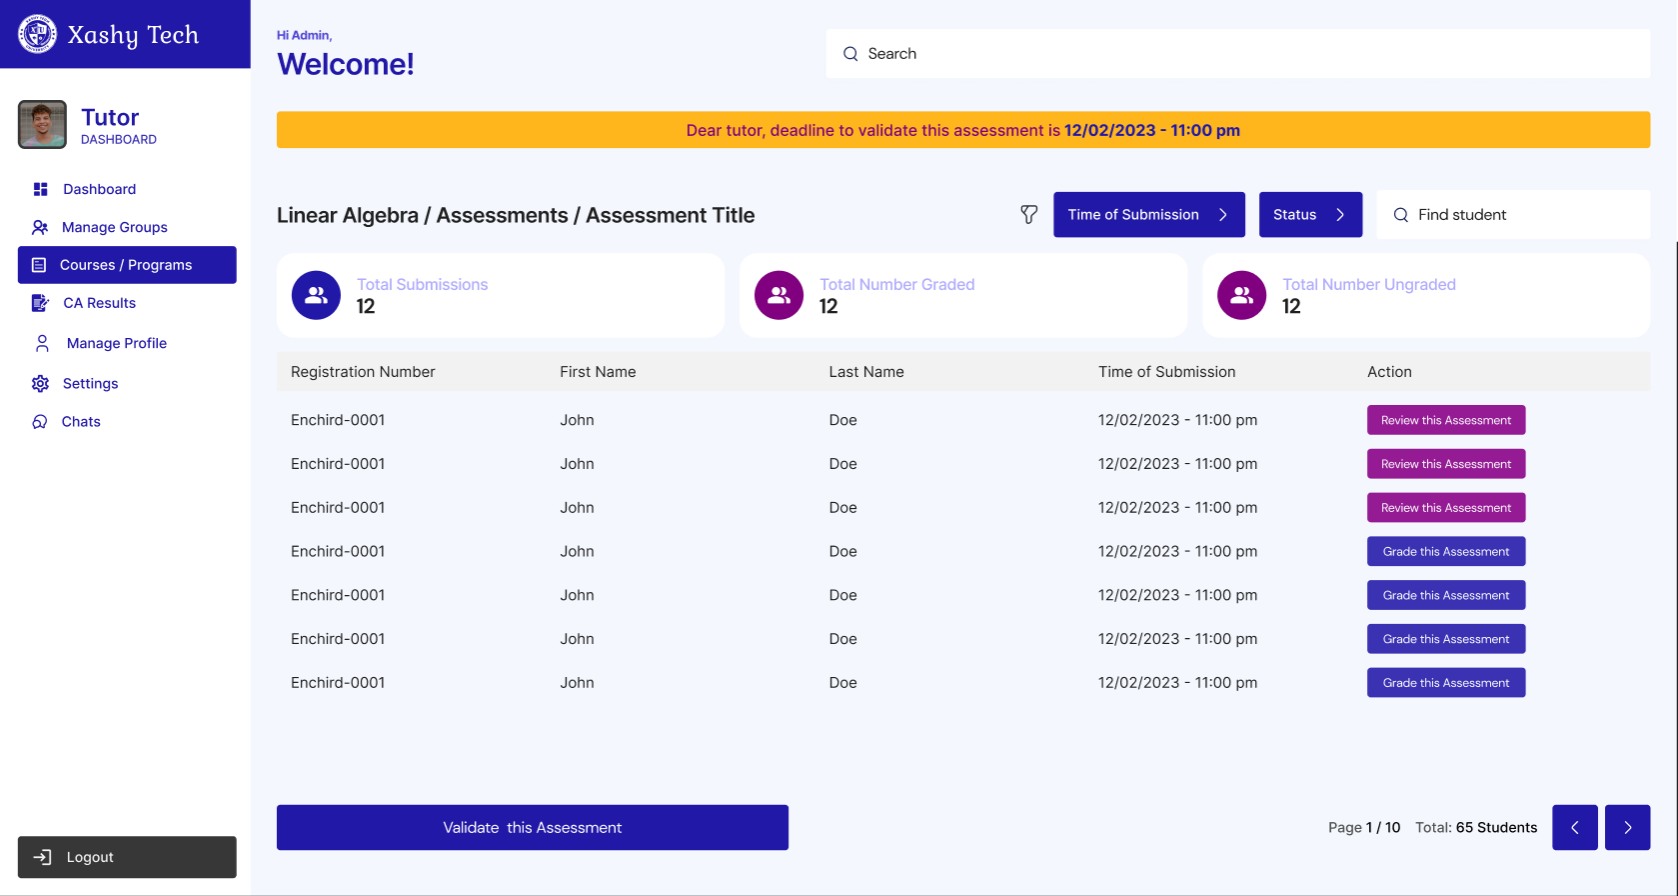 Xashy Tech
Hi Admin,
Welcome!
Search
Tutor
DASHBOARD
Dear tutor, deadline to validate this assessment is 12/02/2023 - 11:00 pm
Dashboard
Manage Groups
Courses / Programs
CA Results
Manage Profile
Settings
Chats
Logout
Linear Algebra / Assessments / Assessment Title
Time of Submission
Status
Find student
Total Submissions
12
Total Number Graded
12
Total Number Ungraded
12
Registration Number First Name Last Name Time of Submission Action
Enchird-0001 John Doe 12/02/2023 - 11:00 pm Review this Assessment
Enchird-0001 John Doe 12/02/2023 - 11:00 pm Review this Assessment
Enchird-0001 John Doe 12/02/2023 - 11:00 pm Review this Assessment
Enchird-0001 John Doe 12/02/2023 - 11:00 pm Grade this Assessment
Enchird-0001 John Doe 12/02/2023 - 11:00 pm Grade this Assessment
Enchird-0001 John Doe 12/02/2023 - 11:00 pm Grade this Assessment
Enchird-0001 John Doe 12/02/2023 - 11:00 pm Grade this Assessment
Validate this Assessment
Page 1 / 10 Total: 65 Students